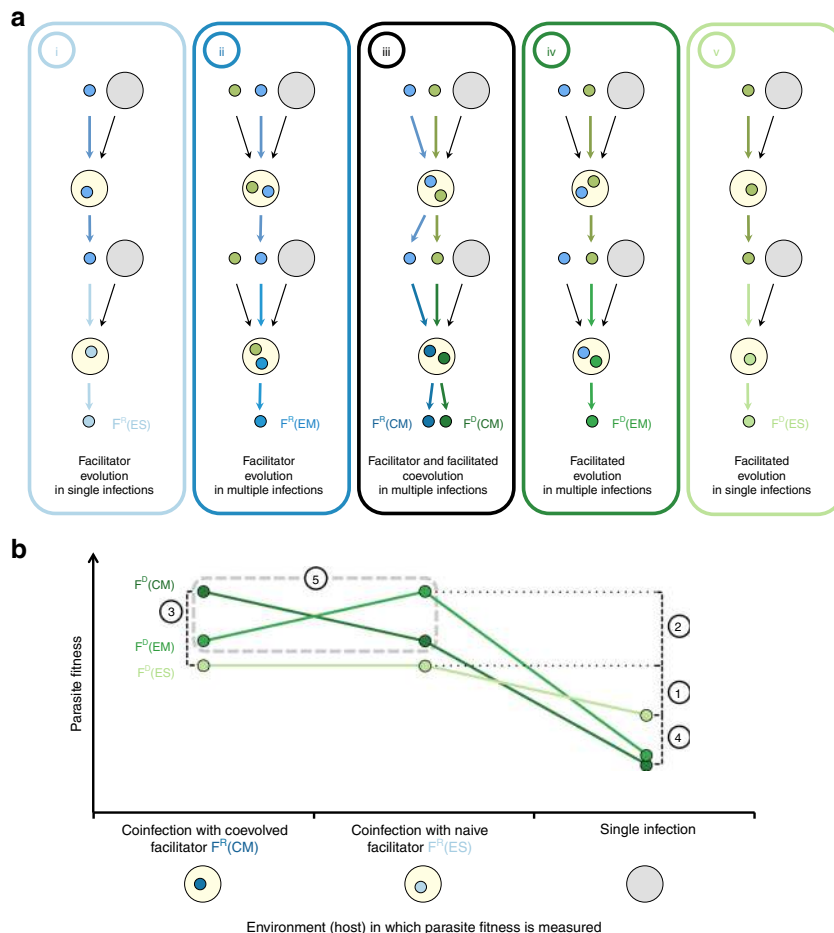 a
i
ii
iii
iv
v
F^R(ES)
F^R(EM)
F^R(CM)
F^D(CM)
F^D(EM)
F^D(ES)
Facilitator
evolution
in single infections
Facilitator
evolution
in multiple infections
Facilitator and facilitated
coevolution
in multiple infections
Facilitated
evolution
in multiple infections
Facilitated
evolution
in single infections
b
Parasite fitness
F^D(CM)
F^D(EM)
F^D(ES)
3
5
2
1
4
Coinfection with coevolved
facilitator F^R(CM)
Coinfection with naive
facilitator F^R(ES)
Single infection
Environment (host) in which parasite fitness is measured